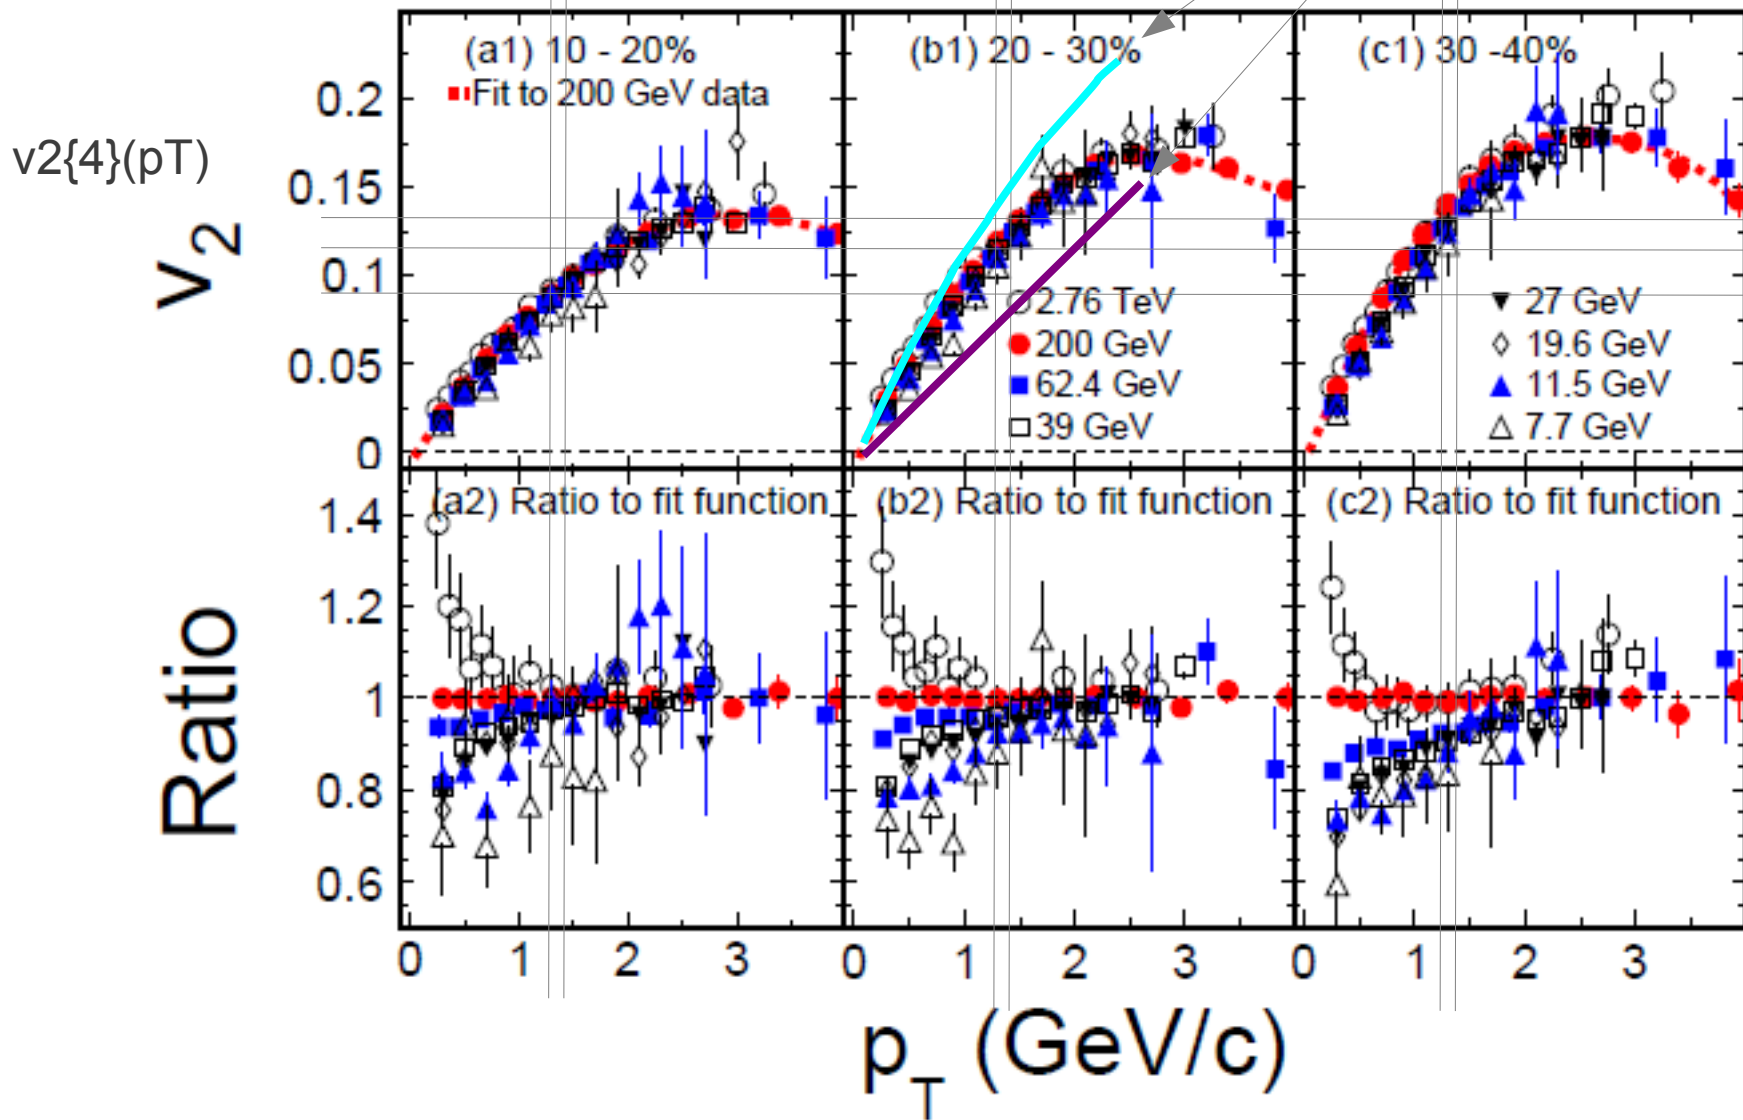 (a1) 10 - 20%
Fit to 200 GeV data
(b1) 20 - 30%
(c1) 30 -40%
v2{4}(pT)
v2
0.2
0.15
0.1
0.05
0
2.76 TeV
200 GeV
62.4 GeV
39 GeV
27 GeV
19.6 GeV
11.5 GeV
7.7 GeV
(a2) Ratio to fit function
(b2) Ratio to fit function
(c2) Ratio to fit function
Ratio
1.4
1.2
1
0.8
0.6
0 1 2 3
0 1 2 3
0 1 2 3
pT (GeV/c)